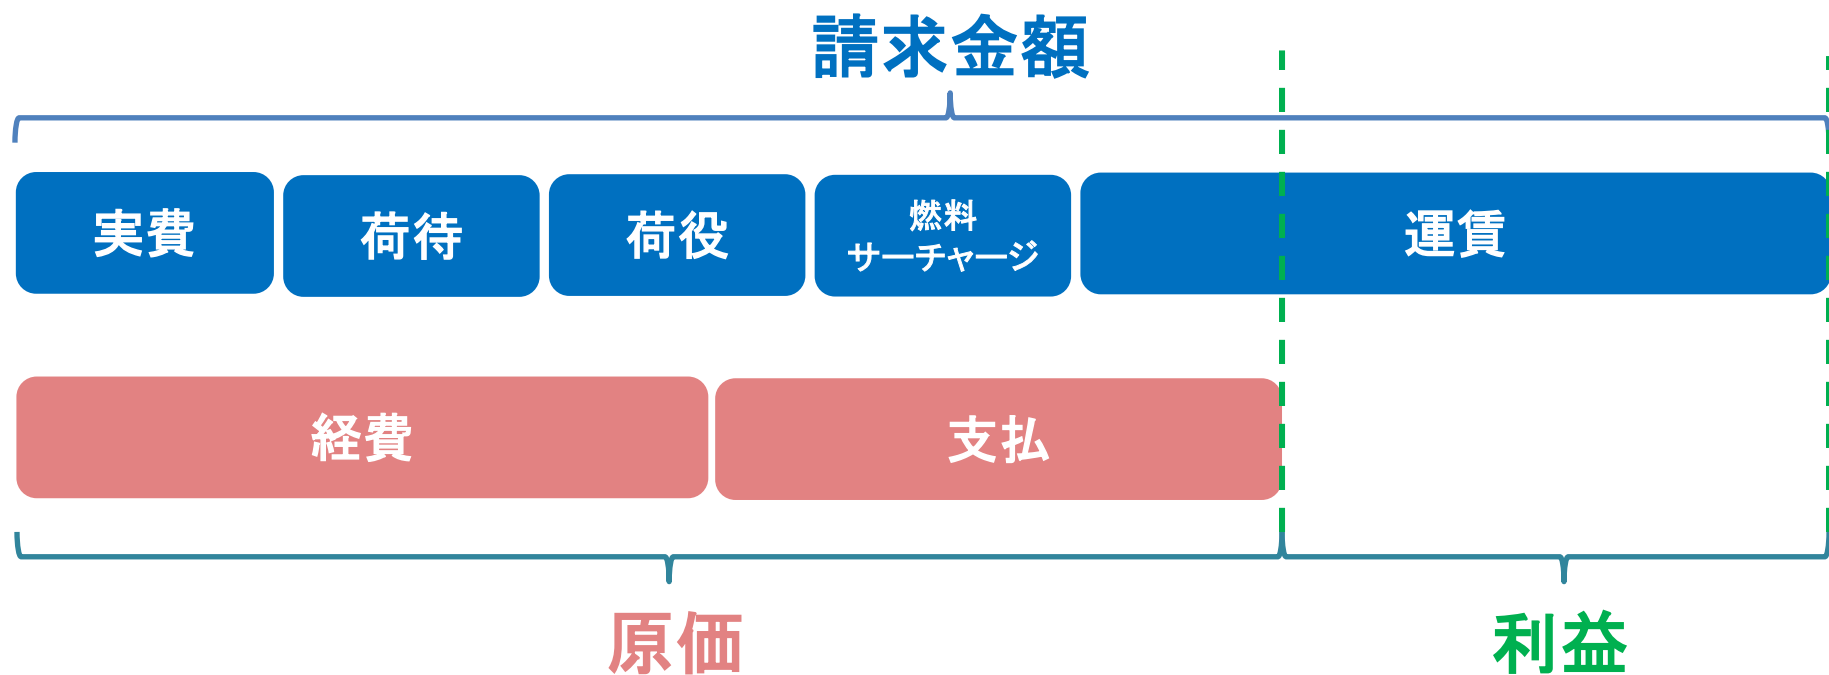 請求金額
実費
荷待
荷役
燃料
サーチャージ
運賃
経費
支払
原価
利益